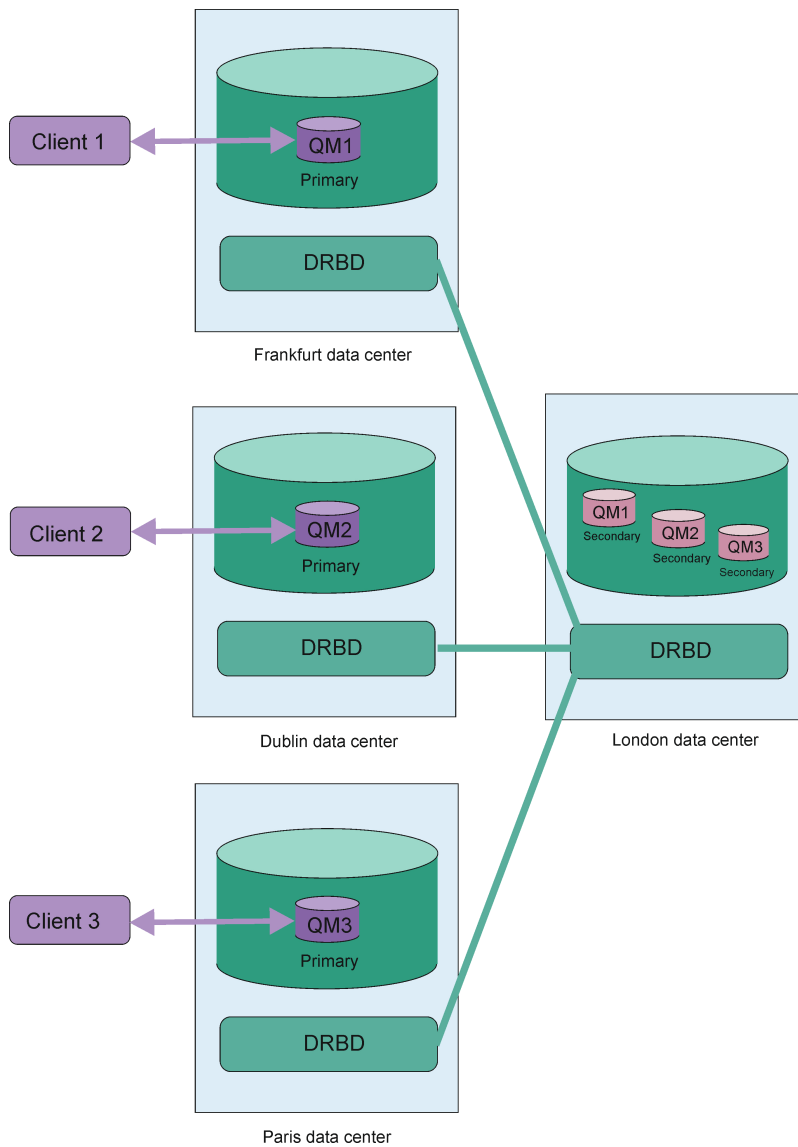 Client 1
QM1
Primary
DRBD
Frankfurt data center
Client 2
QM2
Primary
DRBD
Dublin data center
QM1
Secondary
QM2
Secondary
QM3
Secondary
DRBD
London data center
Client 3
QM3
Primary
DRBD
Paris data center